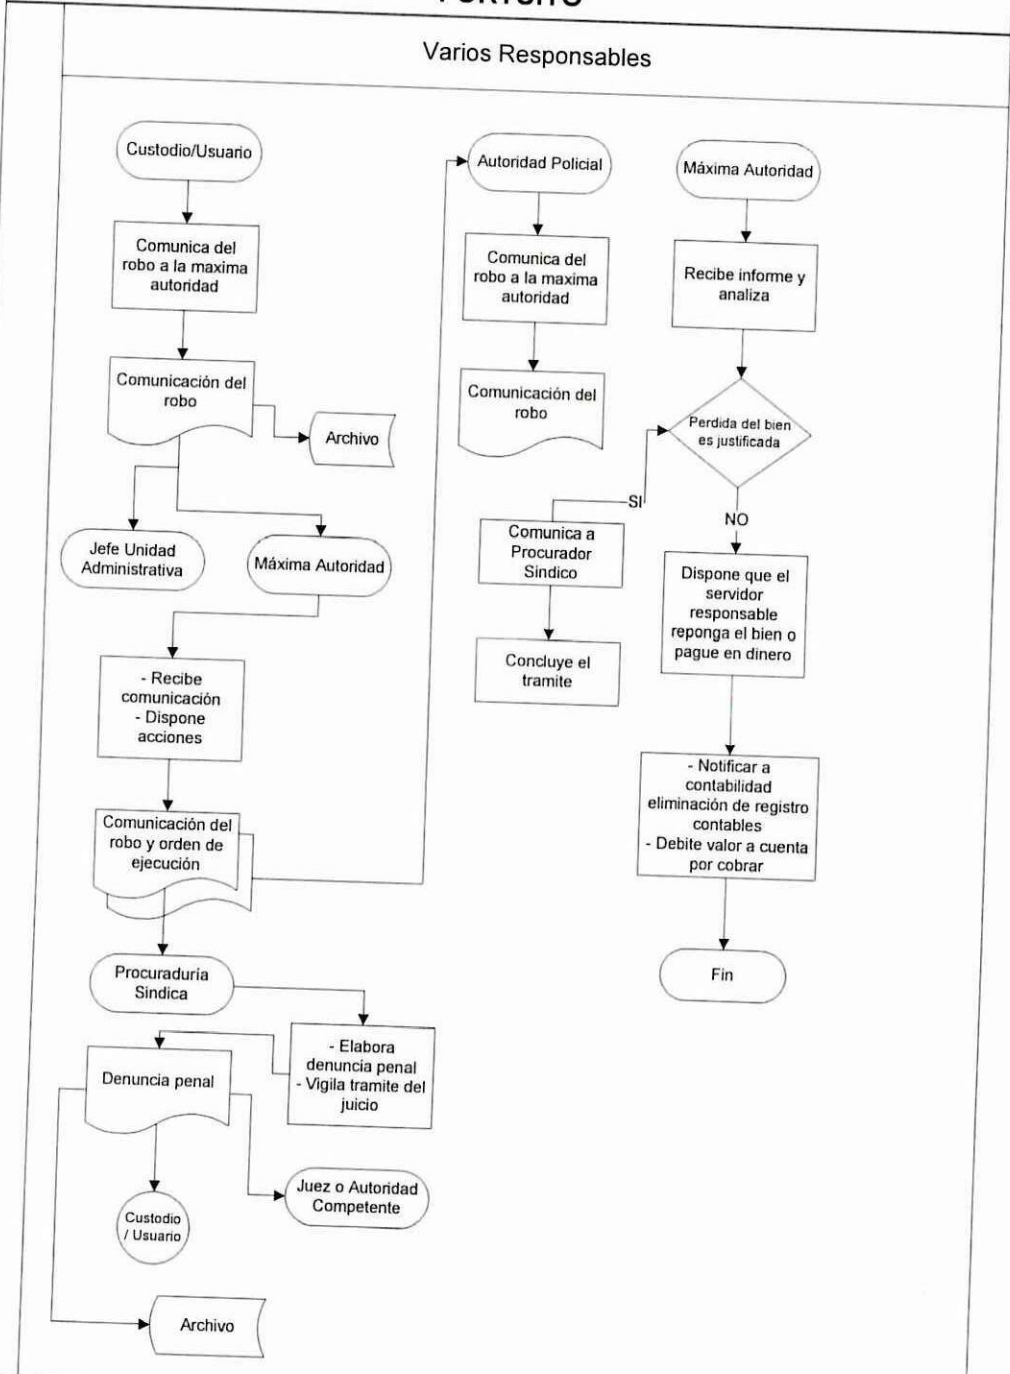 Varios Responsables
Custodio/Usuario
Comunica del
robo a la maxima
autoridad
Comunicación del
robo
Archivo
Jefe Unidad
Administrativa
Máxima Autoridad
- Recibe
comunicación
- Dispone
acciones
Comunicación del
robo y orden de
ejecución
Procuraduría
Sindica
- Elabora
denuncia penal
- Vigila tramite del
juicio
Denuncia penal
Juez o Autoridad
Competente
Custodio
/ Usuario
Archivo
Autoridad Policial
Comunica del
robo a la maxima
autoridad
Comunicación del
robo
Máxima Autoridad
Recibe informe y
analiza
Perdida del bien
es justificada
SI
NO
Comunica a
Procurador
Sindico
Concluye el
tramite
Dispone que el
servidor
responsable
reponga el bien o
pague en dinero
- Notificar a
contabilidad
eliminación de registro
contables
- Debite valor a cuenta
por cobrar
Fin